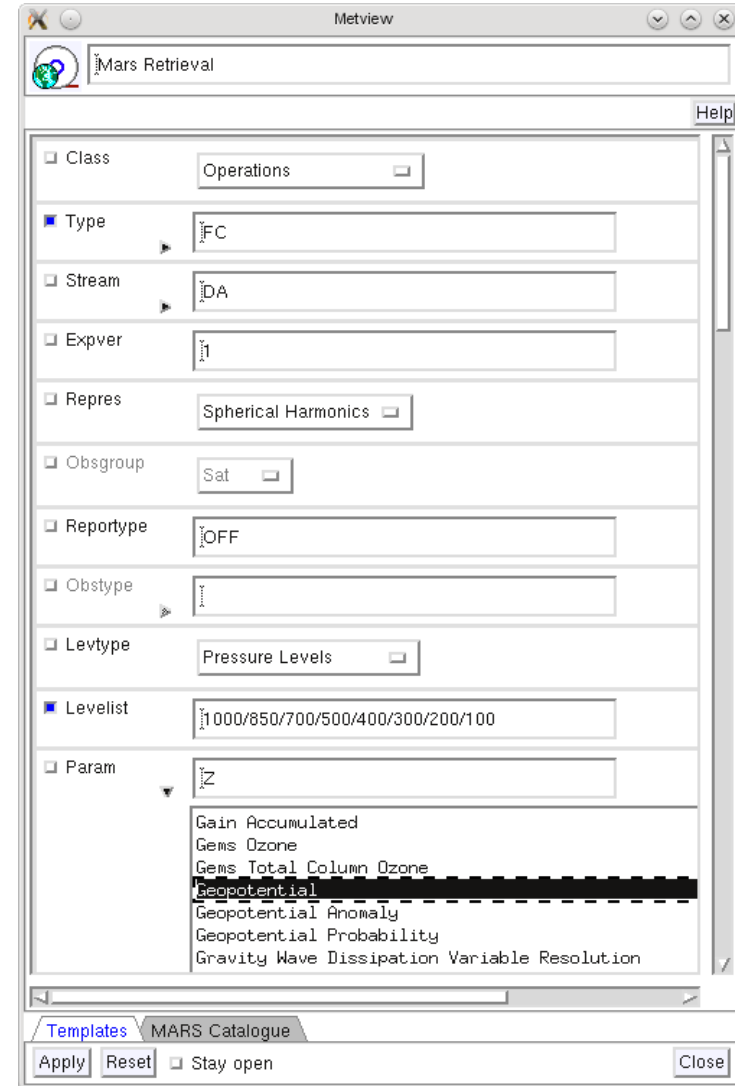 Metview
Mars Retrieval
Help
Class
Operations
Type
FC
Stream
DA
Expver
1
Repres
Spherical Harmonics
Obsgroup
Sat
Reportype
OFF
Obstype
Levtype
Pressure Levels
Levelist
1000/850/700/500/400/300/200/100
Param
Z
Gain Accumulated
Gems Ozone
Gems Total Column Ozone
Geopotential
Geopotential Anomaly
Geopotential Probability
Gravity Wave Dissipation Variable Resolution
Templates MARS Catalogue
Apply Reset Stay open Close